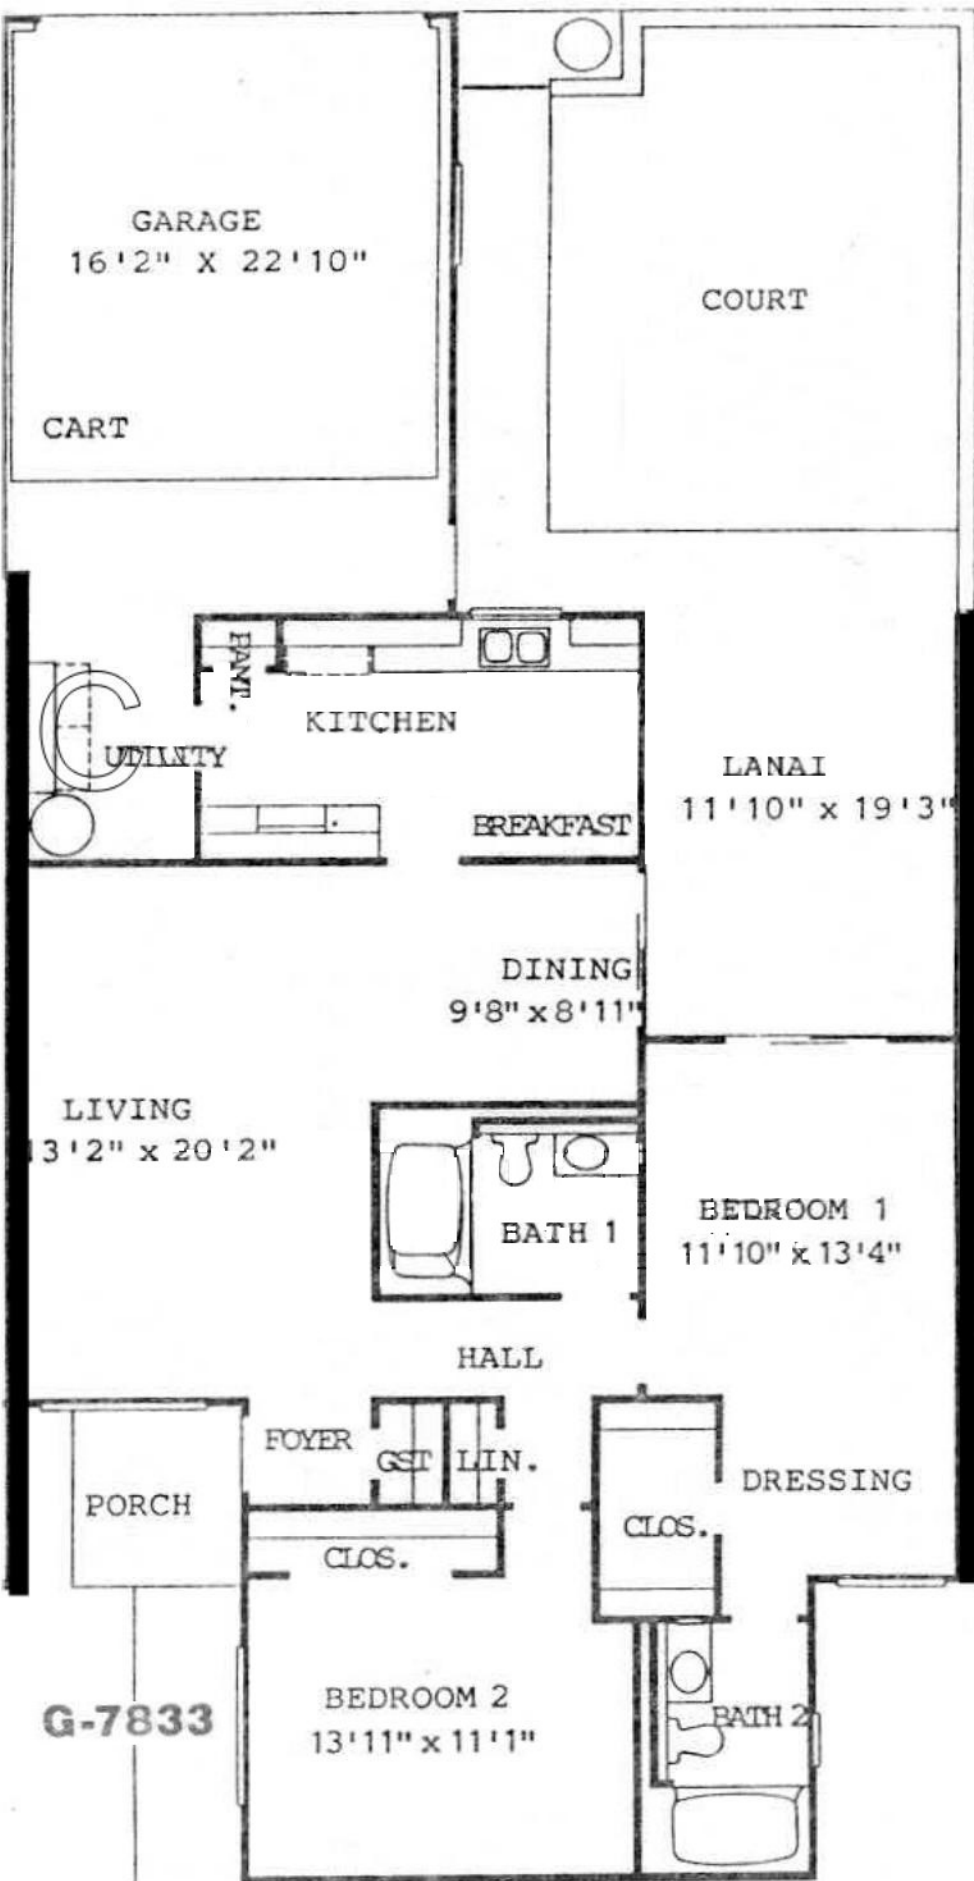 GARAGE
16'2" X 22'10"
COURT
CART
PANT.
KITCHEN
C
UTILITY
LANAI
11'10" x 19'3"
BREAKFAST
DINING
9'8" x 8'11"
LIVING
13'2" x 20'2"
BATH 1
BEDROOM 1
11'10" x 13'4"
HALL
FOYER
GST
LIN.
DRESSING
PORCH
CLOS.
CLOS.
BEDROOM 2
13'11" x 11'1"
G-7833
BATH 2